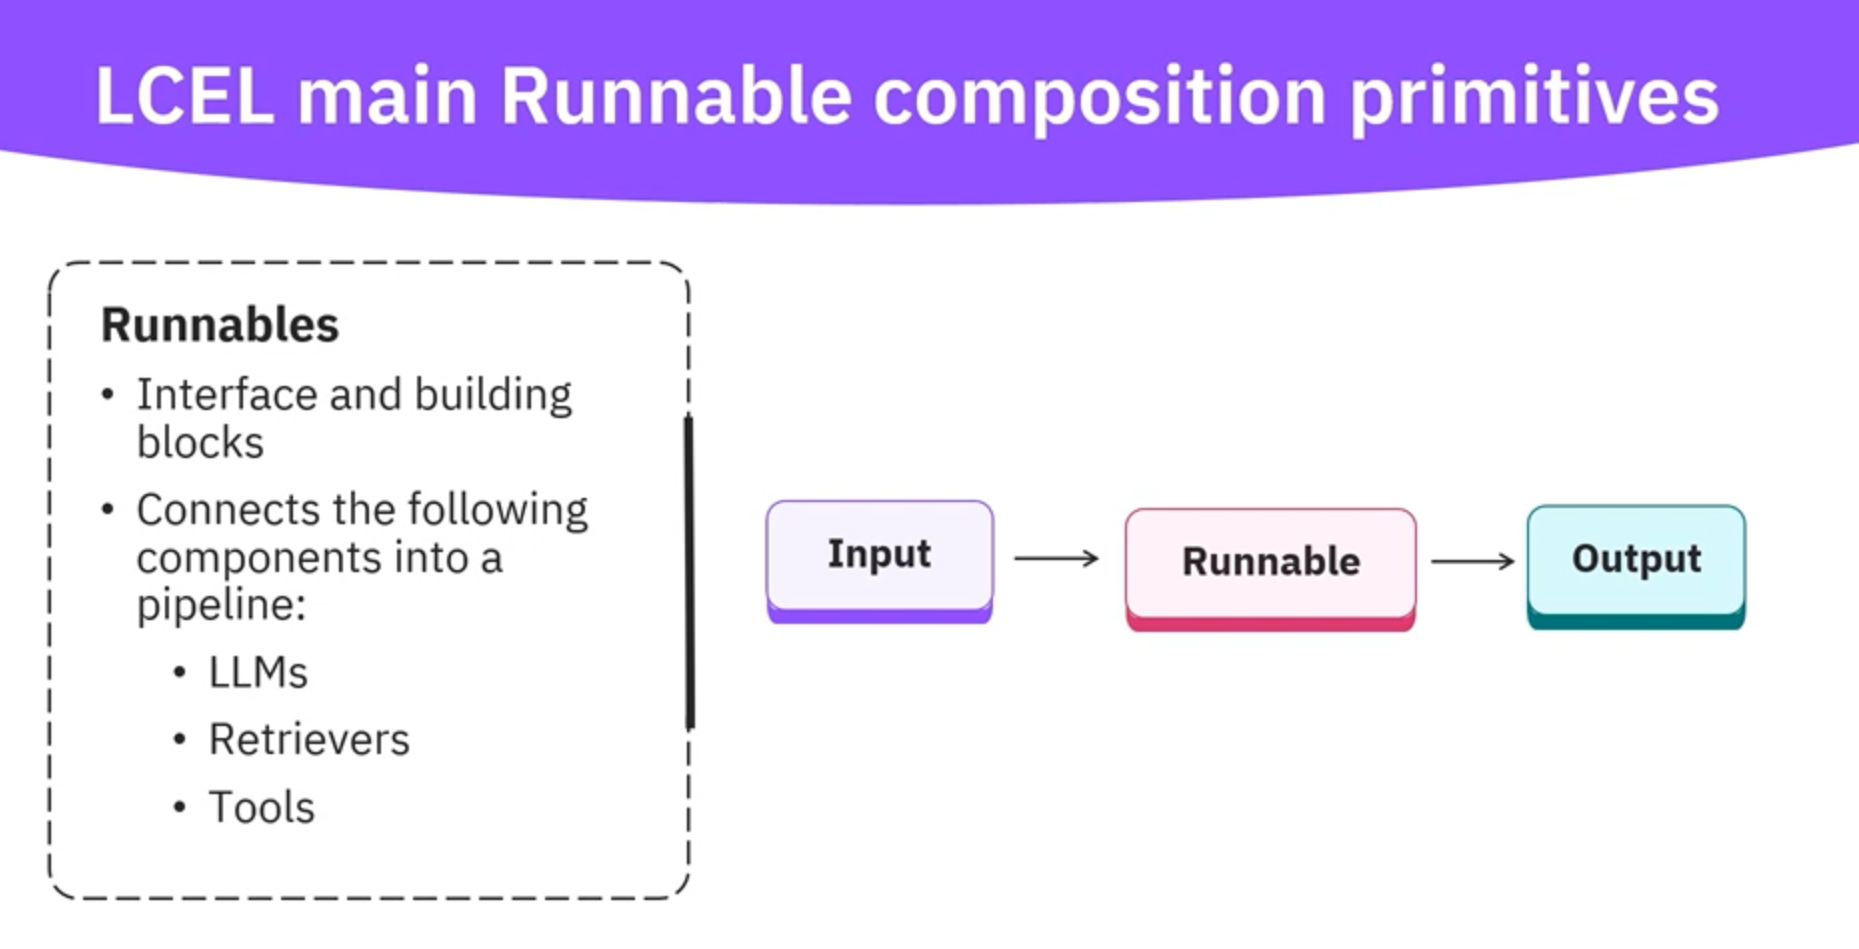 LCEL main Runnable composition primitives
Runnables
• Interface and building
blocks
• Connects the following
components into a
pipeline:
• LLMs
• Retrievers
• Tools
Input
Runnable
Output